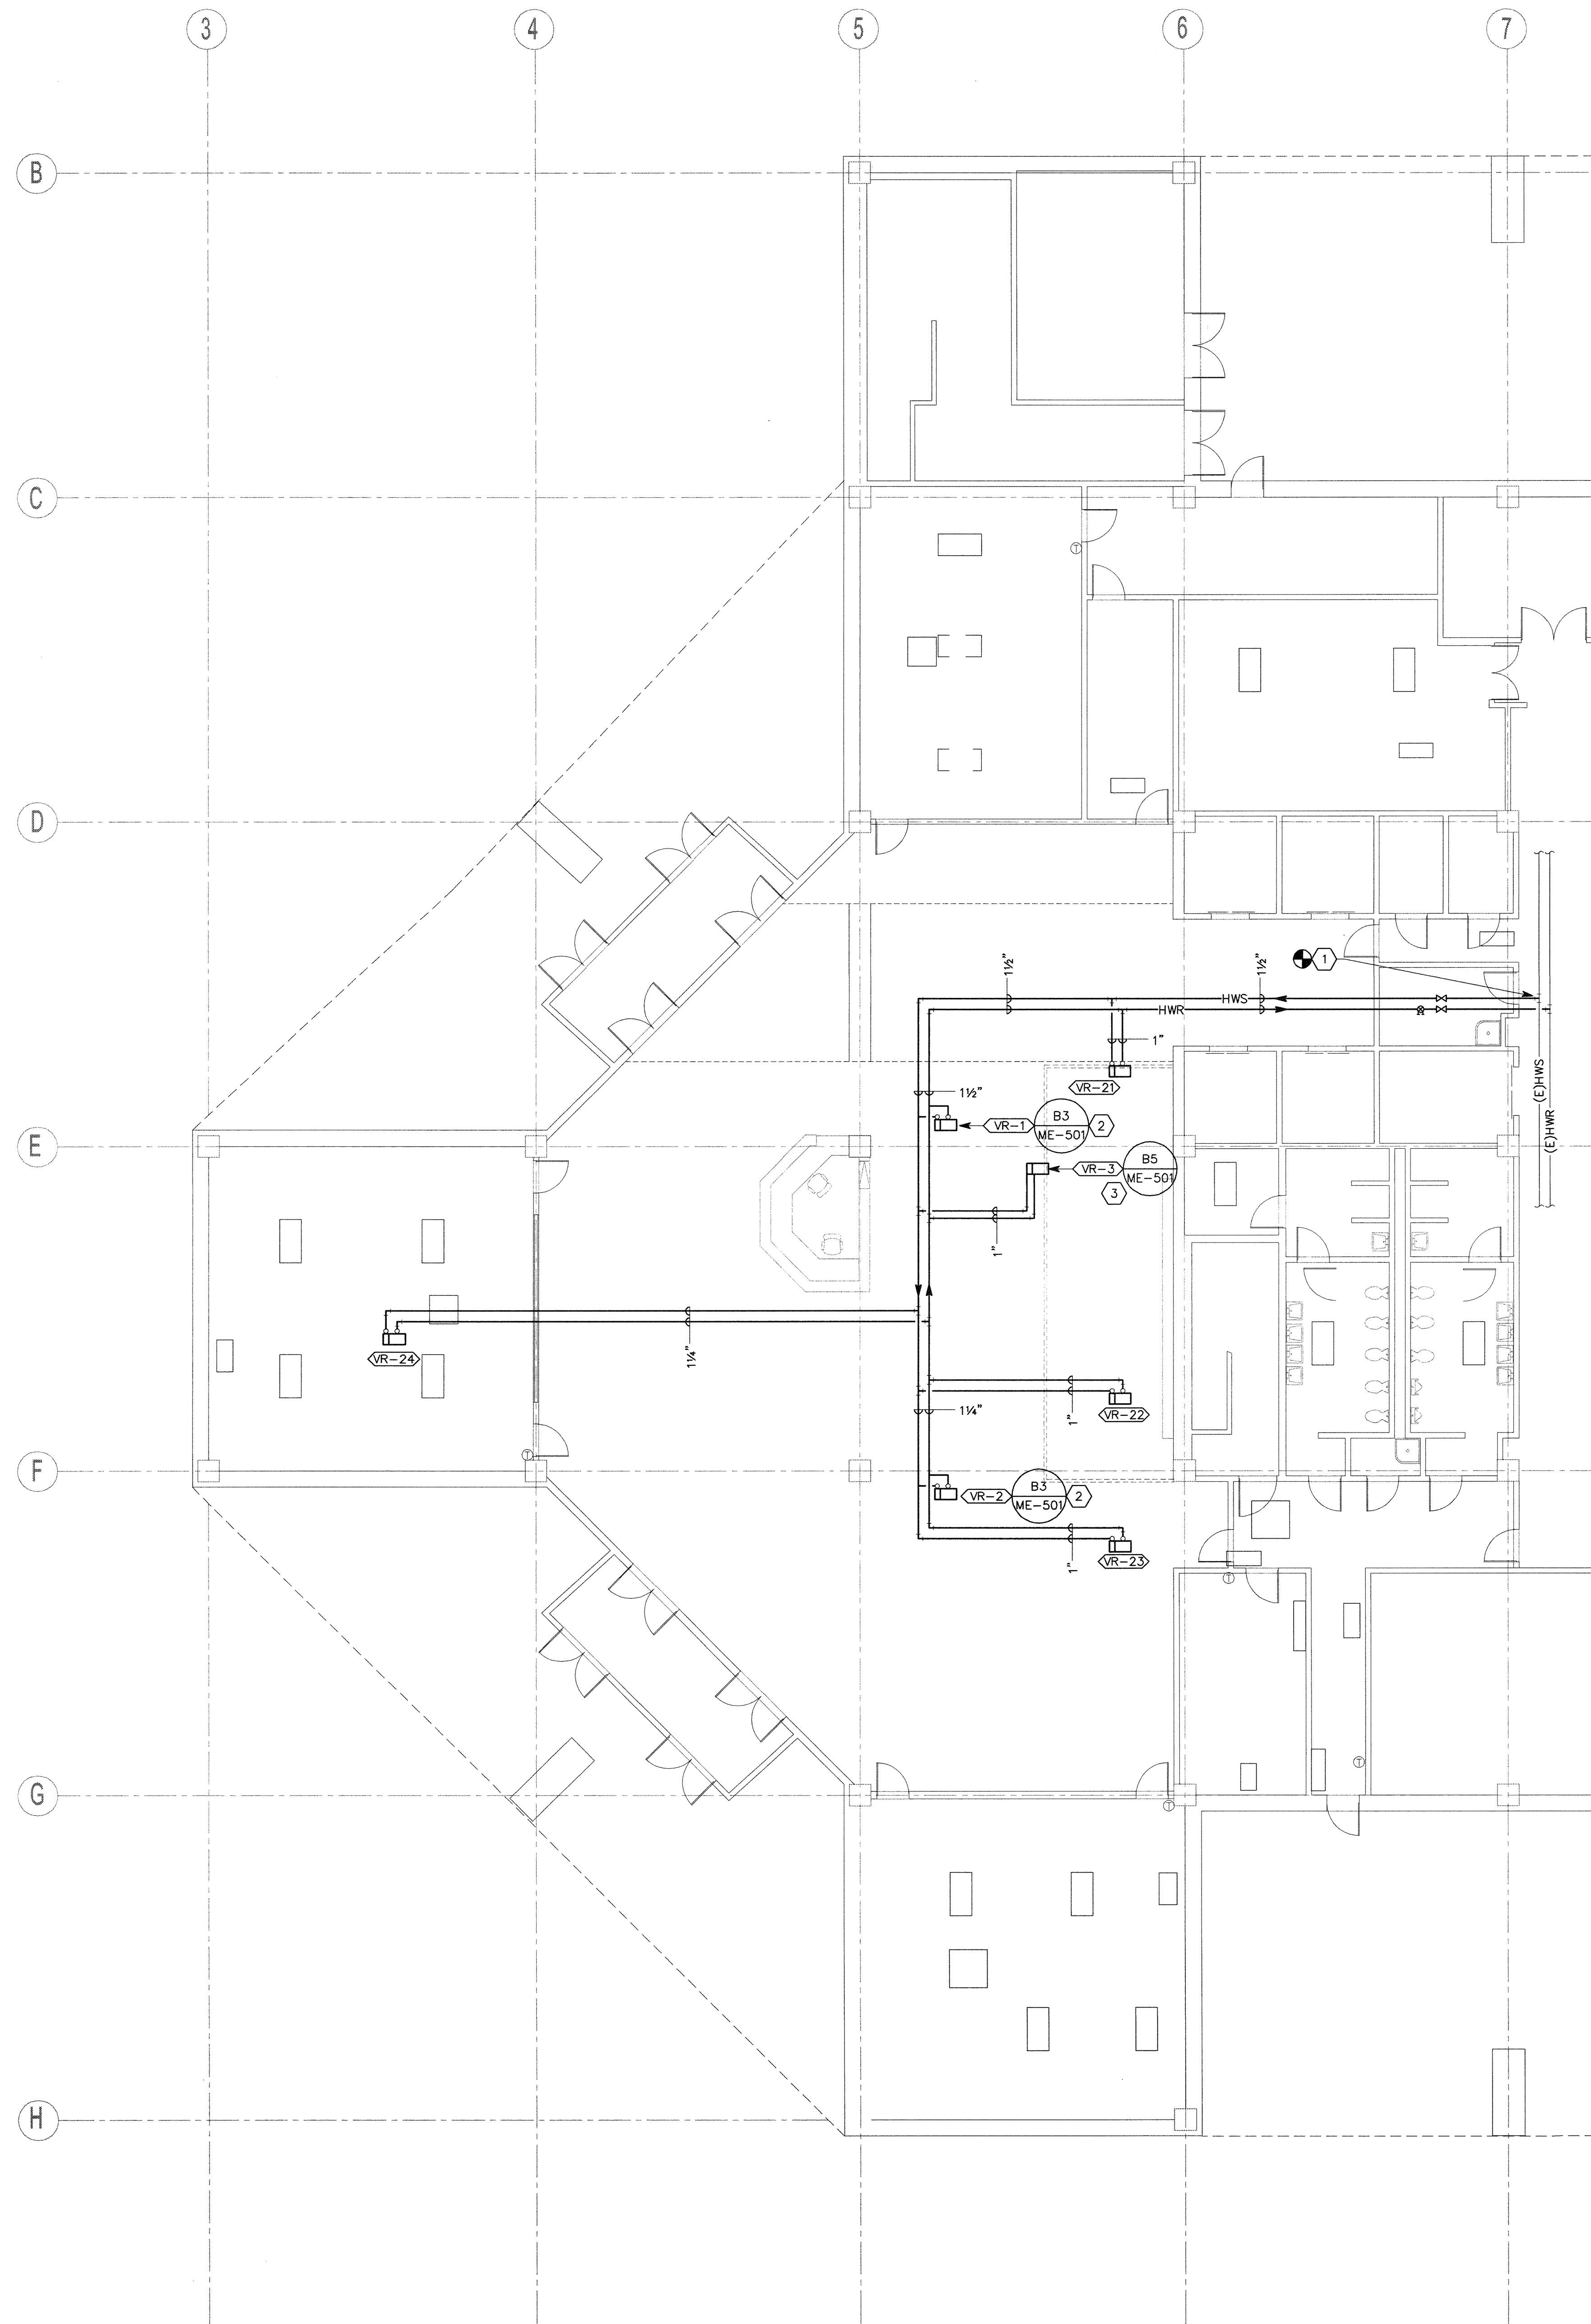 3
4
5
6
7
B
C
T
D
1½"
1½"
1
HWS
HWR
1"
VR-21
(E)HWS
(E)HWR
1½"
VR-1
B3
ME-501
2
E
VR-3
B5
ME-501
3
1"
VR-24
1¼"
1"
VR-22
1¼"
T
F
VR-2
B3
ME-501
2
1"
VR-23
T
T
G
T
H